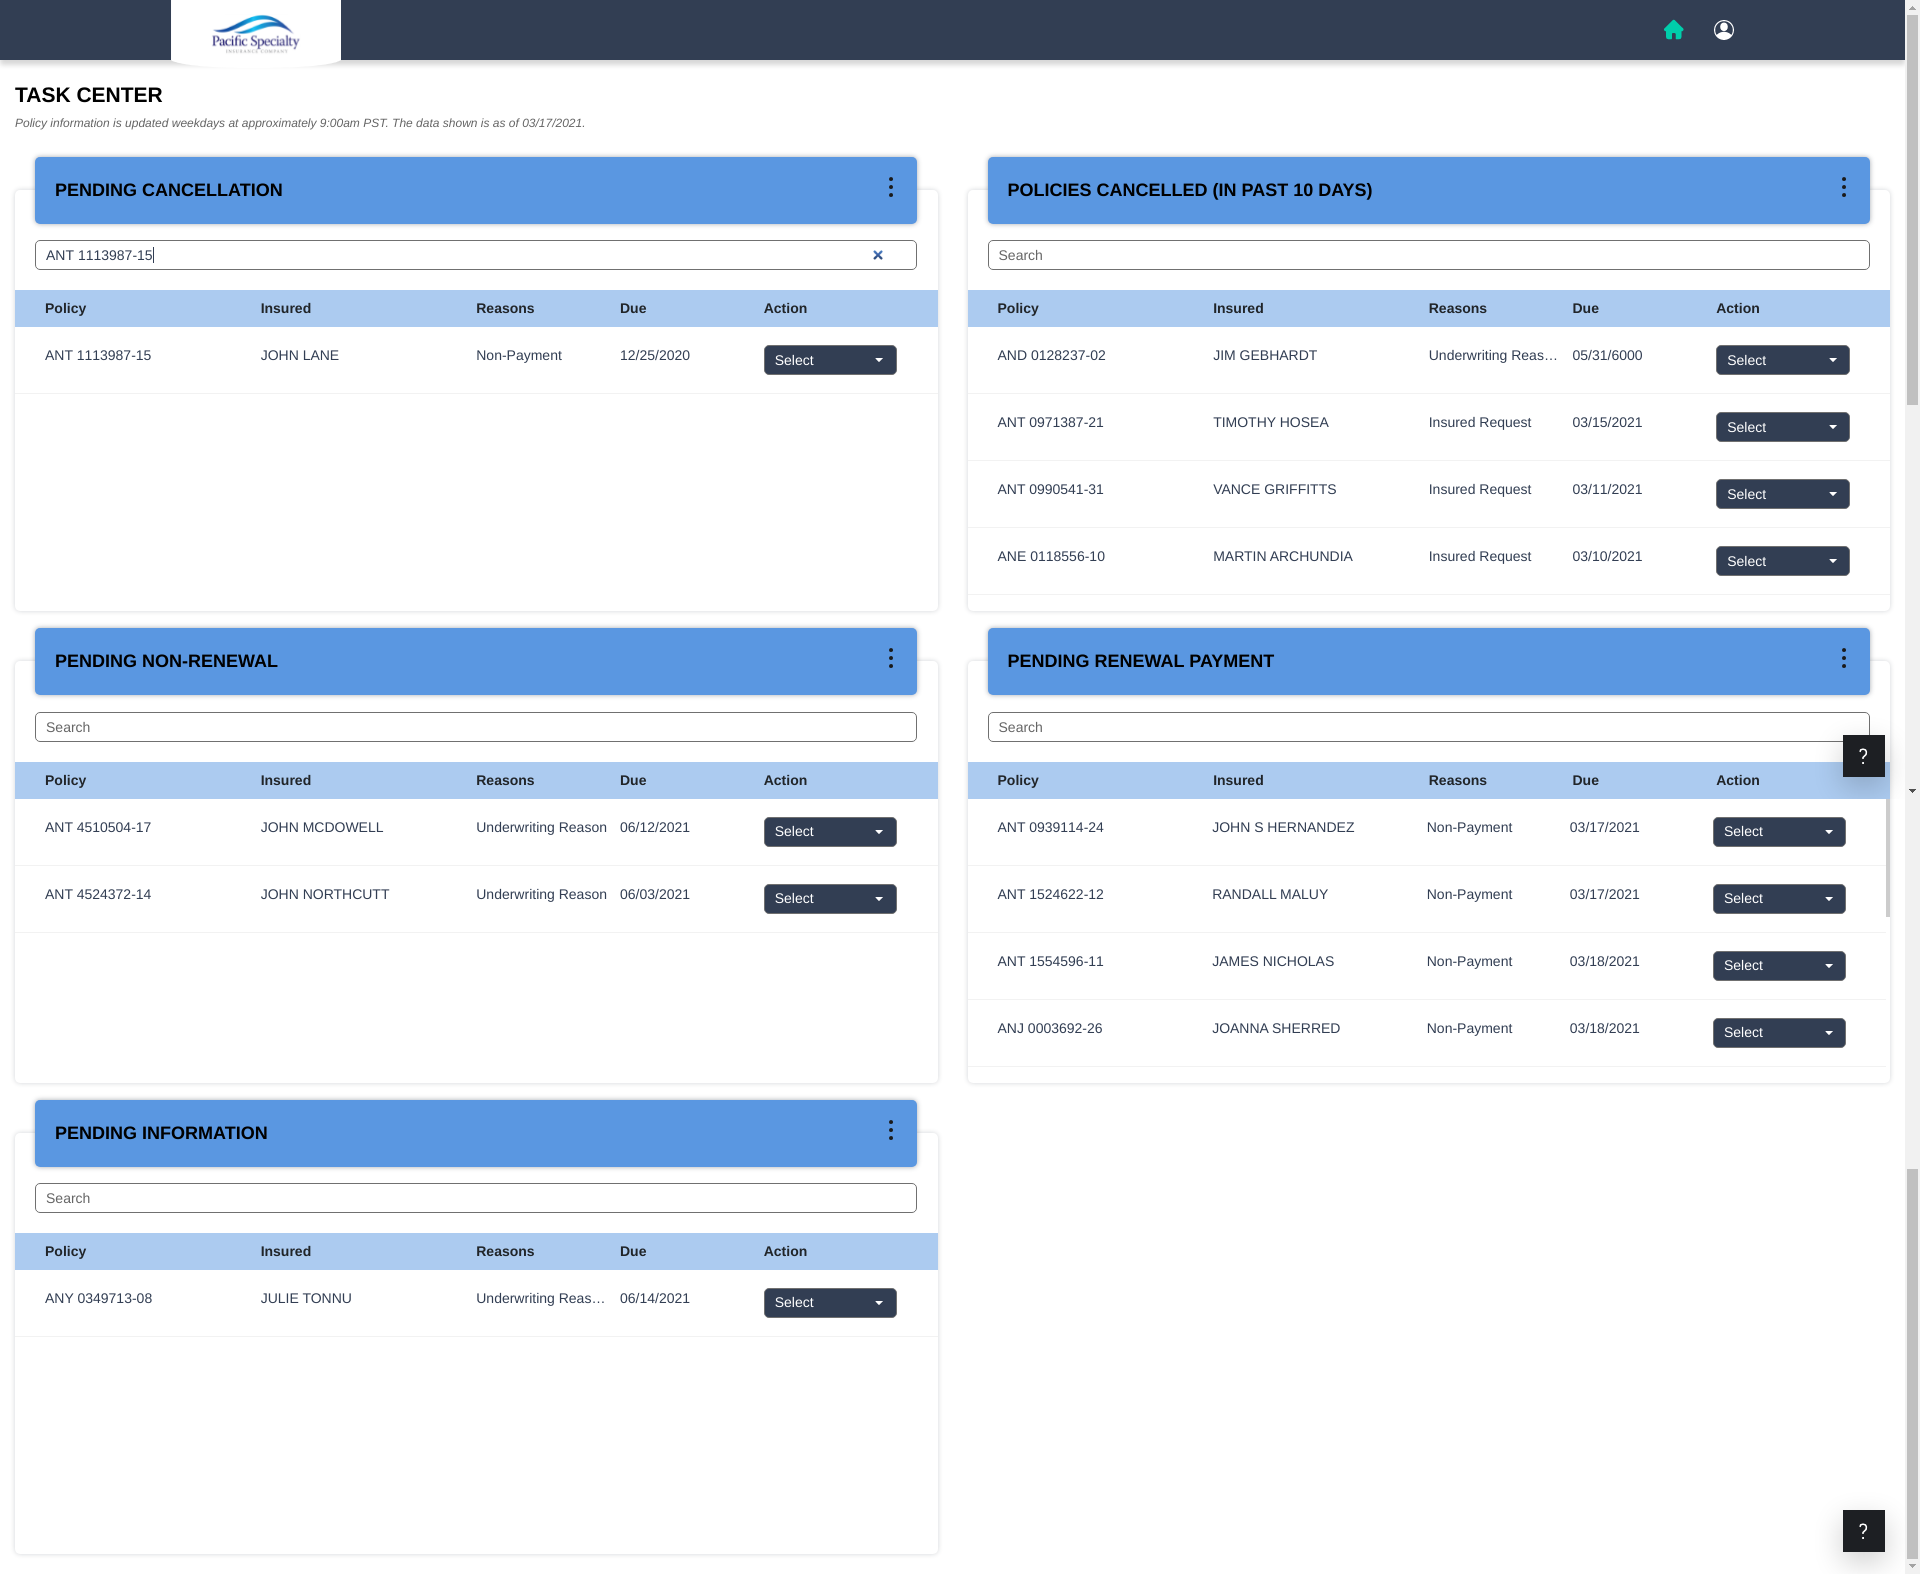 Pacific Specialty
INSURANCE COMPANY
TASK CENTER
Policy information is updated weekdays at approximately 9:00am PST. The data shown is as of 03/17/2021.
PENDING CANCELLATION
ANT 1113987-15
Policy Insured Reasons Due Action
ANT 1113987-15 JOHN LANE Non-Payment 12/25/2020 Select
POLICIES CANCELLED (IN PAST 10 DAYS)
Search
Policy Insured Reasons Due Action
AND 0128237-02 JIM GEBHARDT Underwriting Reas… 05/31/6000 Select
ANT 0971387-21 TIMOTHY HOSEA Insured Request 03/15/2021 Select
ANT 0990541-31 VANCE GRIFFITTS Insured Request 03/11/2021 Select
ANE 0118556-10 MARTIN ARCHUNDIA Insured Request 03/10/2021 Select
PENDING NON-RENEWAL
Search
Policy Insured Reasons Due Action
ANT 4510504-17 JOHN MCDOWELL Underwriting Reason 06/12/2021 Select
ANT 4524372-14 JOHN NORTHCUTT Underwriting Reason 06/03/2021 Select
PENDING RENEWAL PAYMENT
Search
?
Policy Insured Reasons Due Action
ANT 0939114-24 JOHN S HERNANDEZ Non-Payment 03/17/2021 Select
ANT 1524622-12 RANDALL MALUY Non-Payment 03/17/2021 Select
ANT 1554596-11 JAMES NICHOLAS Non-Payment 03/18/2021 Select
ANJ 0003692-26 JOANNA SHERRED Non-Payment 03/18/2021 Select
PENDING INFORMATION
Search
Policy Insured Reasons Due Action
ANY 0349713-08 JULIE TONNU Underwriting Reas… 06/14/2021 Select
?